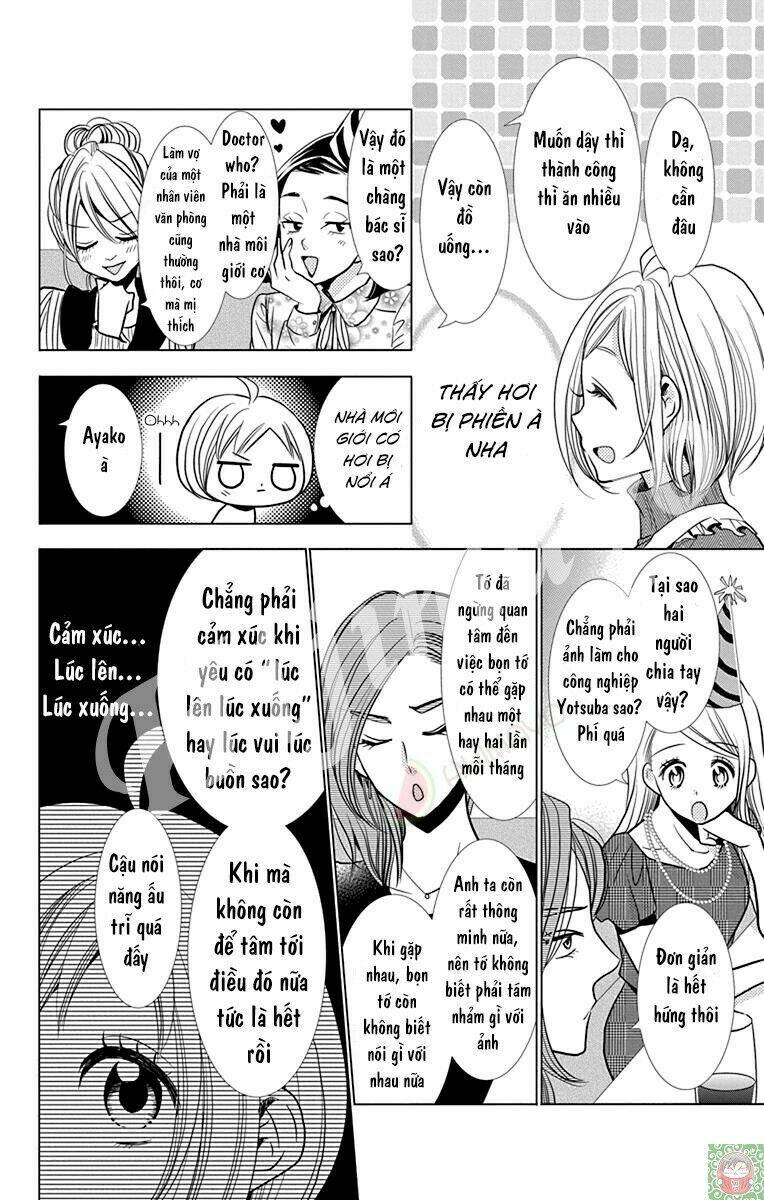 Dạ,
không
cần
đâu
Muốn dậy thì
thành công
thì ăn nhiều
vào
Vậy còn
đồ
uống...
THẤY HƠI
BỊ PHIỀN À
NHA
Vậy đó
là một
chàng
bác sĩ
sao?
Doctor
who?
Phải là
một
nhà môi
giới cơ
Làm vợ
của một
nhân viên
văn phòng
cũng
thường
thôi, cơ
mà mị
thích
NHÀ MÔI
GIỚI CÓ
HƠI BỊ
NỔI Á
Ohhh
Ayako
à
Tại sao
hai
người
chia tay
vậy?
Chẳng phải
ảnh làm cho
công nghiệp
Yotsuba sao?
Phí quá
Đơn giản
là hết
hứng thôi
Tớ đã
ngừng quan
tâm đến
việc bọn tớ
có thể gặp
nhau một
hay hai lần
mỗi tháng
Anh ta còn
rất thông
minh nữa,
nên tớ không
biết phải tám
nhảm gì với
ảnh
Khi gặp
nhau, bọn
tớ còn
không biết
nói gì với
nhau nữa
Chẳng phải
cảm xúc khi
yêu có “ lúc
lên lúc xuống”
hay lúc vui lúc
buồn sao?
Cảm xúc...
Lúc lên...
Lúc xuống...
Khi mà
không còn
để tâm tới
điều đó nữa
tức là hết
rồi
Cậu nói
năng ấu
trĩ quá
đấy